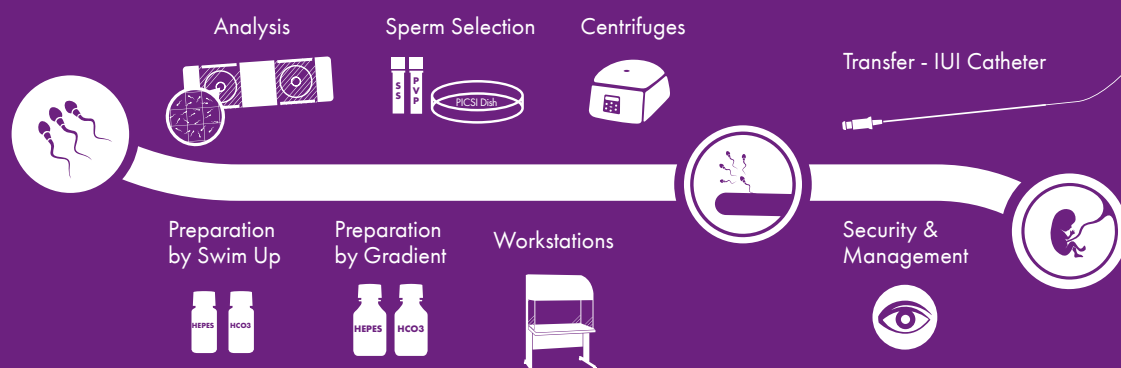 Analysis
Sperm Selection
Centrifuges
Transfer - IUI Catheter
SS
PVP
PICSI Dish
Preparation
by Swim Up
Preparation
by Gradient
Workstations
Security &
Management
HEPES
HCO3
HEPES
HCO3